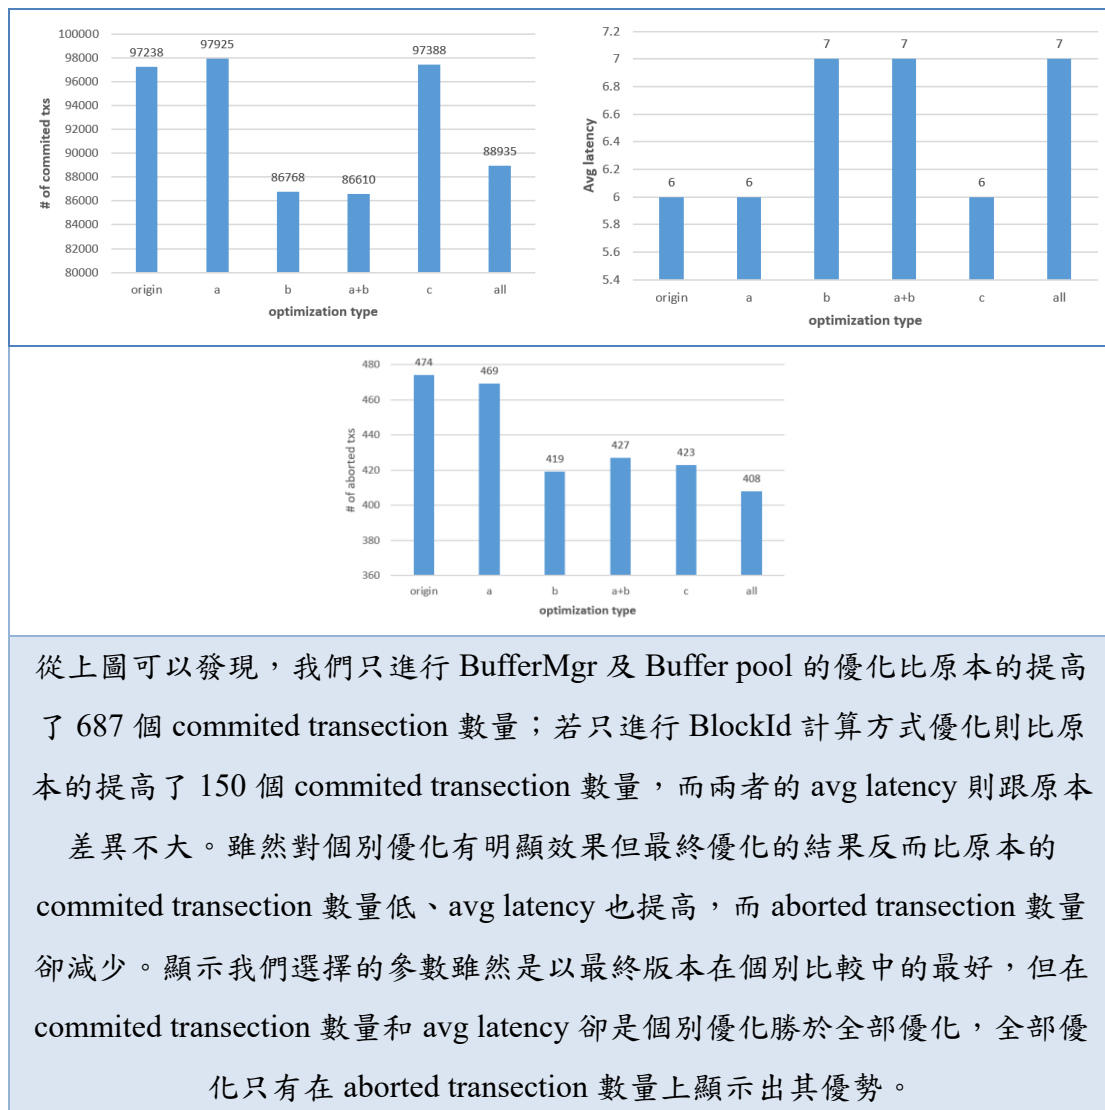 100000
98000
96000
94000
92000
90000
88000
86000
84000
82000
80000
# of commited txs
97238
97925
86768
86610
97388
88935
origin a b a+b c all
optimization type
7.2
7
6.8
6.6
6.4
6.2
6
5.8
5.6
5.4
Avg latency
6
6
7
7
6
7
origin a b a+b c all
optimization type
480
460
440
420
400
380
360
# of aborted txs
474
469
419
427
423
408
origin a b a+b c all
optimization type
從上圖可以發現，我們只進行 BufferMgr 及 Buffer pool 的優化比原本的提高
了 687 個 commited transection 數量；若只進行 BlockId 計算方式優化則比原
本的提高了 150 個 commited transection 數量，而兩者的 avg latency 則跟原本
差異不大。雖然對個別優化有明顯效果但最終優化的結果反而比原本的
commited transection 數量低、avg latency 也提高，而 aborted transection 數量
卻減少。顯示我們選擇的參數雖然是以最終版本在個別比較中的最好，但在
commited transection 數量和 avg latency 卻是個別優化勝於全部優化，全部優
化只有在 aborted transection 數量上顯示出其優勢。